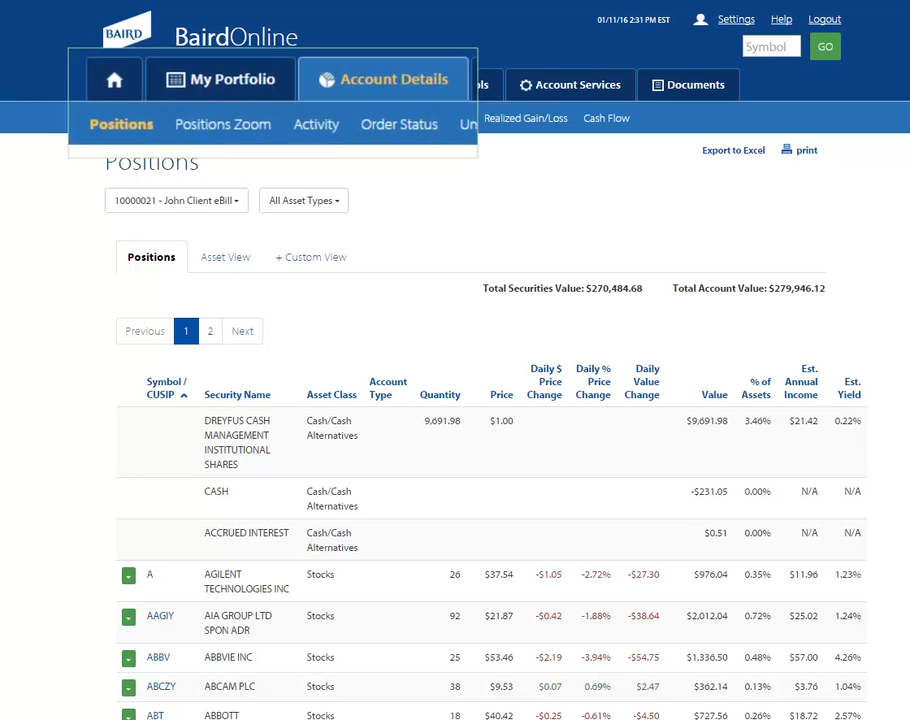 01/11/16 2:31 PM EST Settings Help Logout
BAIRD BairdOnline Symbol GO
My Portfolio Account Details Account Services Documents
Positions Positions Zoom Activity Order Status Realized Gain/Loss Cash Flow
Positions Export to Excel print
10000021 - John Client eBill All Asset Types
Positions Asset View + Custom View
Total Securities Value: $270,484.68 Total Account Value: $279,946.12
Previous 1 2 Next
Symbol / CUSIP Security Name Asset Class Account Type Quantity Price Daily $ Price Change Daily % Price Change Daily Value Change Value % of Assets Est. Annual Income Est. Yield
DREYFUS CASH MANAGEMENT INSTITUTIONAL SHARES Cash/Cash Alternatives 9,691.98 $1.00 $9,691.98 3.46% $21.42 0.22%
CASH Cash/Cash Alternatives -$231.05 0.00% N/A N/A
ACCRUED INTEREST Cash/Cash Alternatives $0.51 0.00% N/A N/A
A AGILENT TECHNOLOGIES INC Stocks 26 $37.54 -$1.05 -2.72% -$27.30 $976.04 0.35% $11.96 1.23%
AAGIY AIA GROUP LTD SPON ADR Stocks 92 $21.87 -$0.42 -1.88% -$38.64 $2,012.04 0.72% $25.02 1.24%
ABBV ABBVIE INC Stocks 25 $53.46 -$2.19 -3.94% -$54.75 $1,336.50 0.48% $57.00 4.26%
ABCZY ABCAM PLC Stocks 38 $9.53 $0.07 0.69% $2.47 $362.14 0.13% $3.76 1.04%
ABT ABBOTT Stocks 18 $40.42 -$0.25 -0.61% -$4.50 $727.56 0.26% $18.72 2.57%